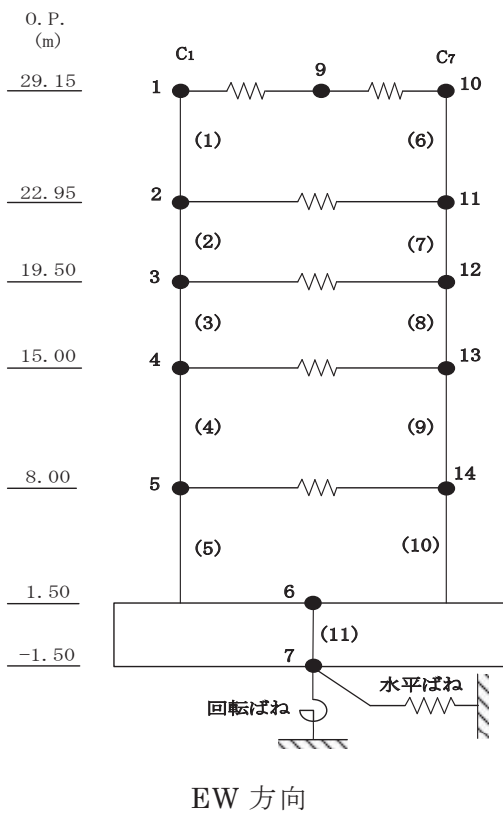 O.P.
(m)
C1 C7
29.15 1 9 10
(1) (6)
22.95 2 11
(2) (7)
19.50 3 12
(3) (8)
15.00 4 13
(4) (9)
8.00 5 14
(5) (10)
1.50 6
(11)
-1.50 7
水平ばね
回転ばね
EW 方向